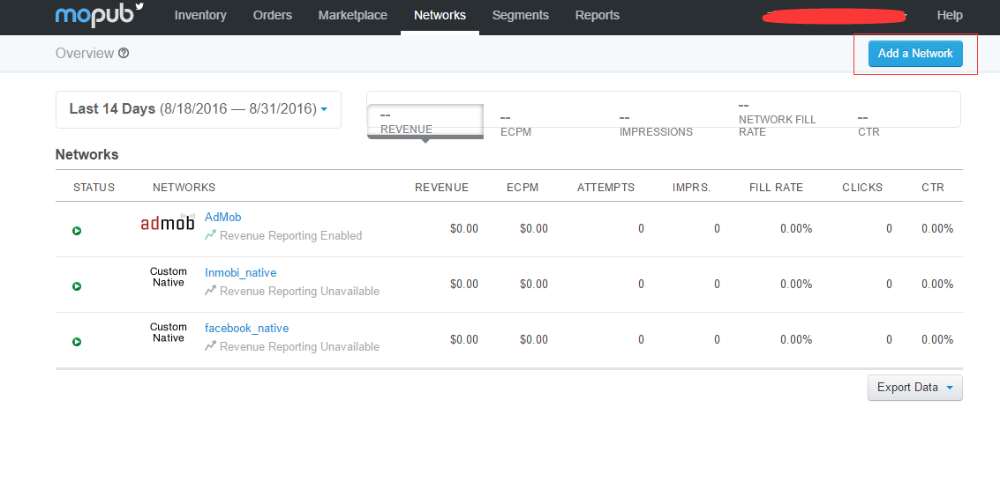 mopub
Inventory Orders Marketplace Networks Segments Reports Help
Overview
Add a Network
Last 14 Days (8/18/2016 — 8/31/2016)
-- -- -- -- --
REVENUE ECPM IMPRESSIONS NETWORK FILL RATE CTR
Networks
STATUS NETWORKS REVENUE ECPM ATTEMPTS IMPRS. FILL RATE CLICKS CTR
admob AdMob $0.00 $0.00 0 0 0.00% 0 0.00%
Revenue Reporting Enabled
Custom Native Inmobi_native $0.00 $0.00 0 0 0.00% 0 0.00%
Revenue Reporting Unavailable
Custom Native facebook_native $0.00 $0.00 0 0 0.00% 0 0.00%
Revenue Reporting Unavailable
Export Data